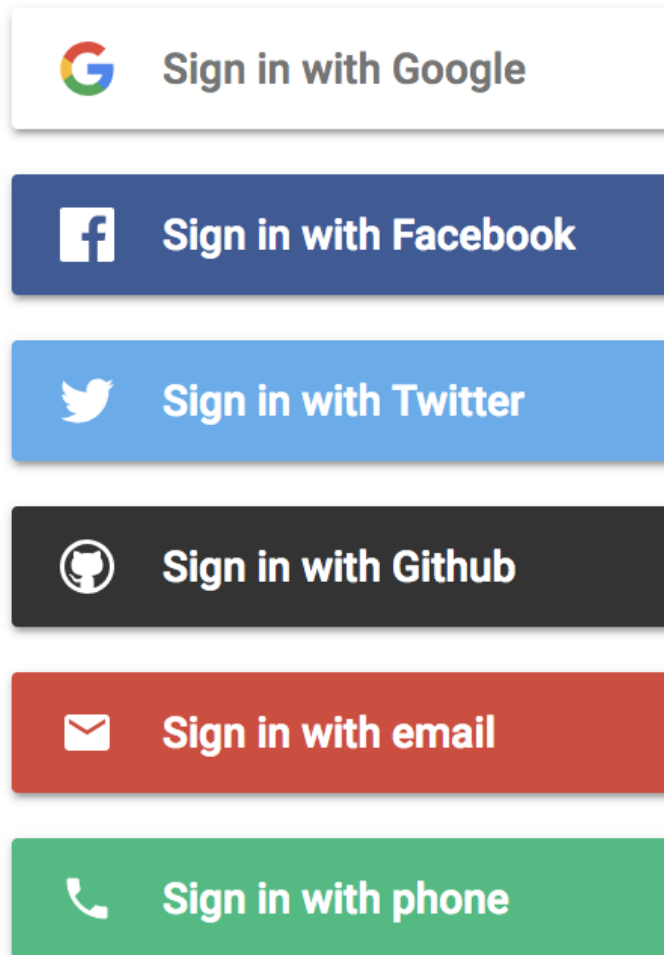 Sign in with Google
Sign in with Facebook
Sign in with Twitter
Sign in with Github
Sign in with email
Sign in with phone